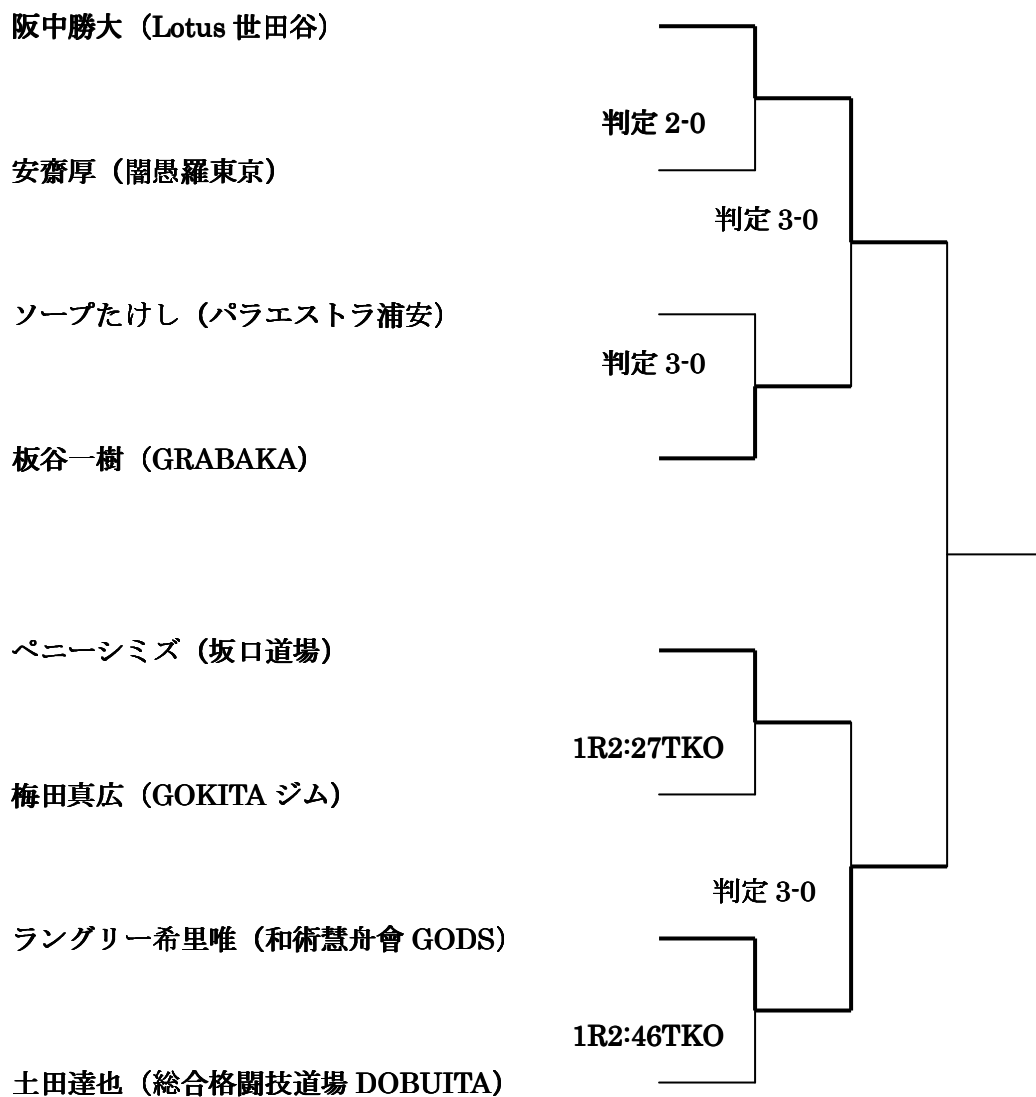 阪中勝大（Lotus 世田谷）
判定 2-0
安齋厚（闇愚羅東京）
判定 3-0
ソープたけし（パラエストラ浦安）
判定 3-0
板谷一樹（GRABAKA）
ペニーシミズ（坂口道場）
1R2:27TKO
梅田真広（GOKITA ジム）
判定 3-0
ラングリー希里唯（和術慧舟會 GODS）
1R2:46TKO
土田達也（総合格闘技道場 DOBUITA）